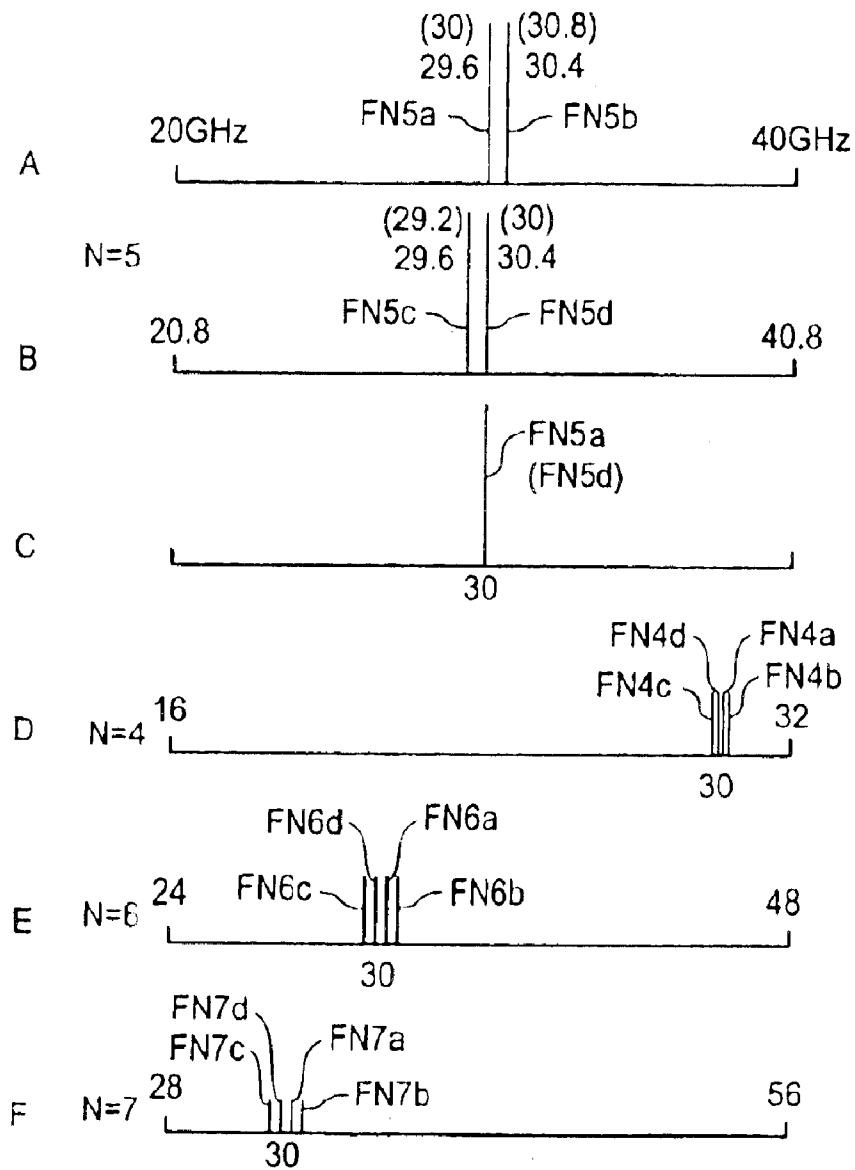 (30) (30.8)
29.6 30.4
FN5a FN5b
20GHz 40GHz
A
(29.2) (30)
N=5 29.6 30.4
FN5c FN5d
20.8 40.8
B
FN5a
(FN5d)
C
30
FN4d FN4a
FN4c FN4b
16 32
D N=4
30
FN6d FN6a
FN6c FN6b
24 48
E N=6
30
FN7d
FN7c FN7a
FN7b
28 56
F N=7
30